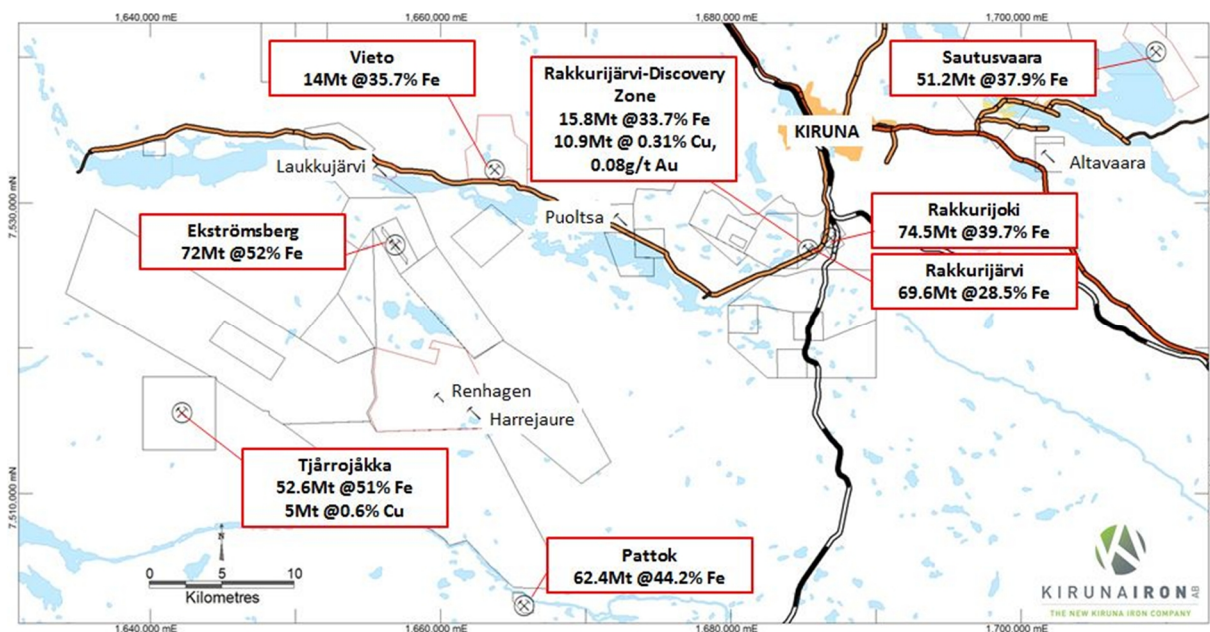 1,640,000 mE
1,660,000 mE
1,680,000 mE
1,700,000 mE
Vieto
14Mt @35.7% Fe
Rakkurijärvi-Discovery
Zone
15.8Mt @33.7% Fe
10.9Mt @ 0.31% Cu,
0.08g/t Au
Sautusvaara
51.2Mt @37.9% Fe
KIRUNA
Laukkujärvi
Altavaara
7,530,000 mN
Puoltsa
Ekströmsberg
72Mt @52% Fe
Rakkurijoki
74.5Mt @39.7% Fe
Rakkurijärvi
69.6Mt @28.5% Fe
Renhagen
Harrejaure
Tjårrojåkka
52.6Mt @51% Fe
5Mt @0.6% Cu
7,510,000 mN
N
0 5 10
Kilometres
Pattok
62.4Mt @44.2% Fe
KIRUNAIRON AB
THE NEW KIRUNA IRON COMPANY
1,640,000 mE
1,660,000 mE
1,680,000 mE
1,700,000 mE